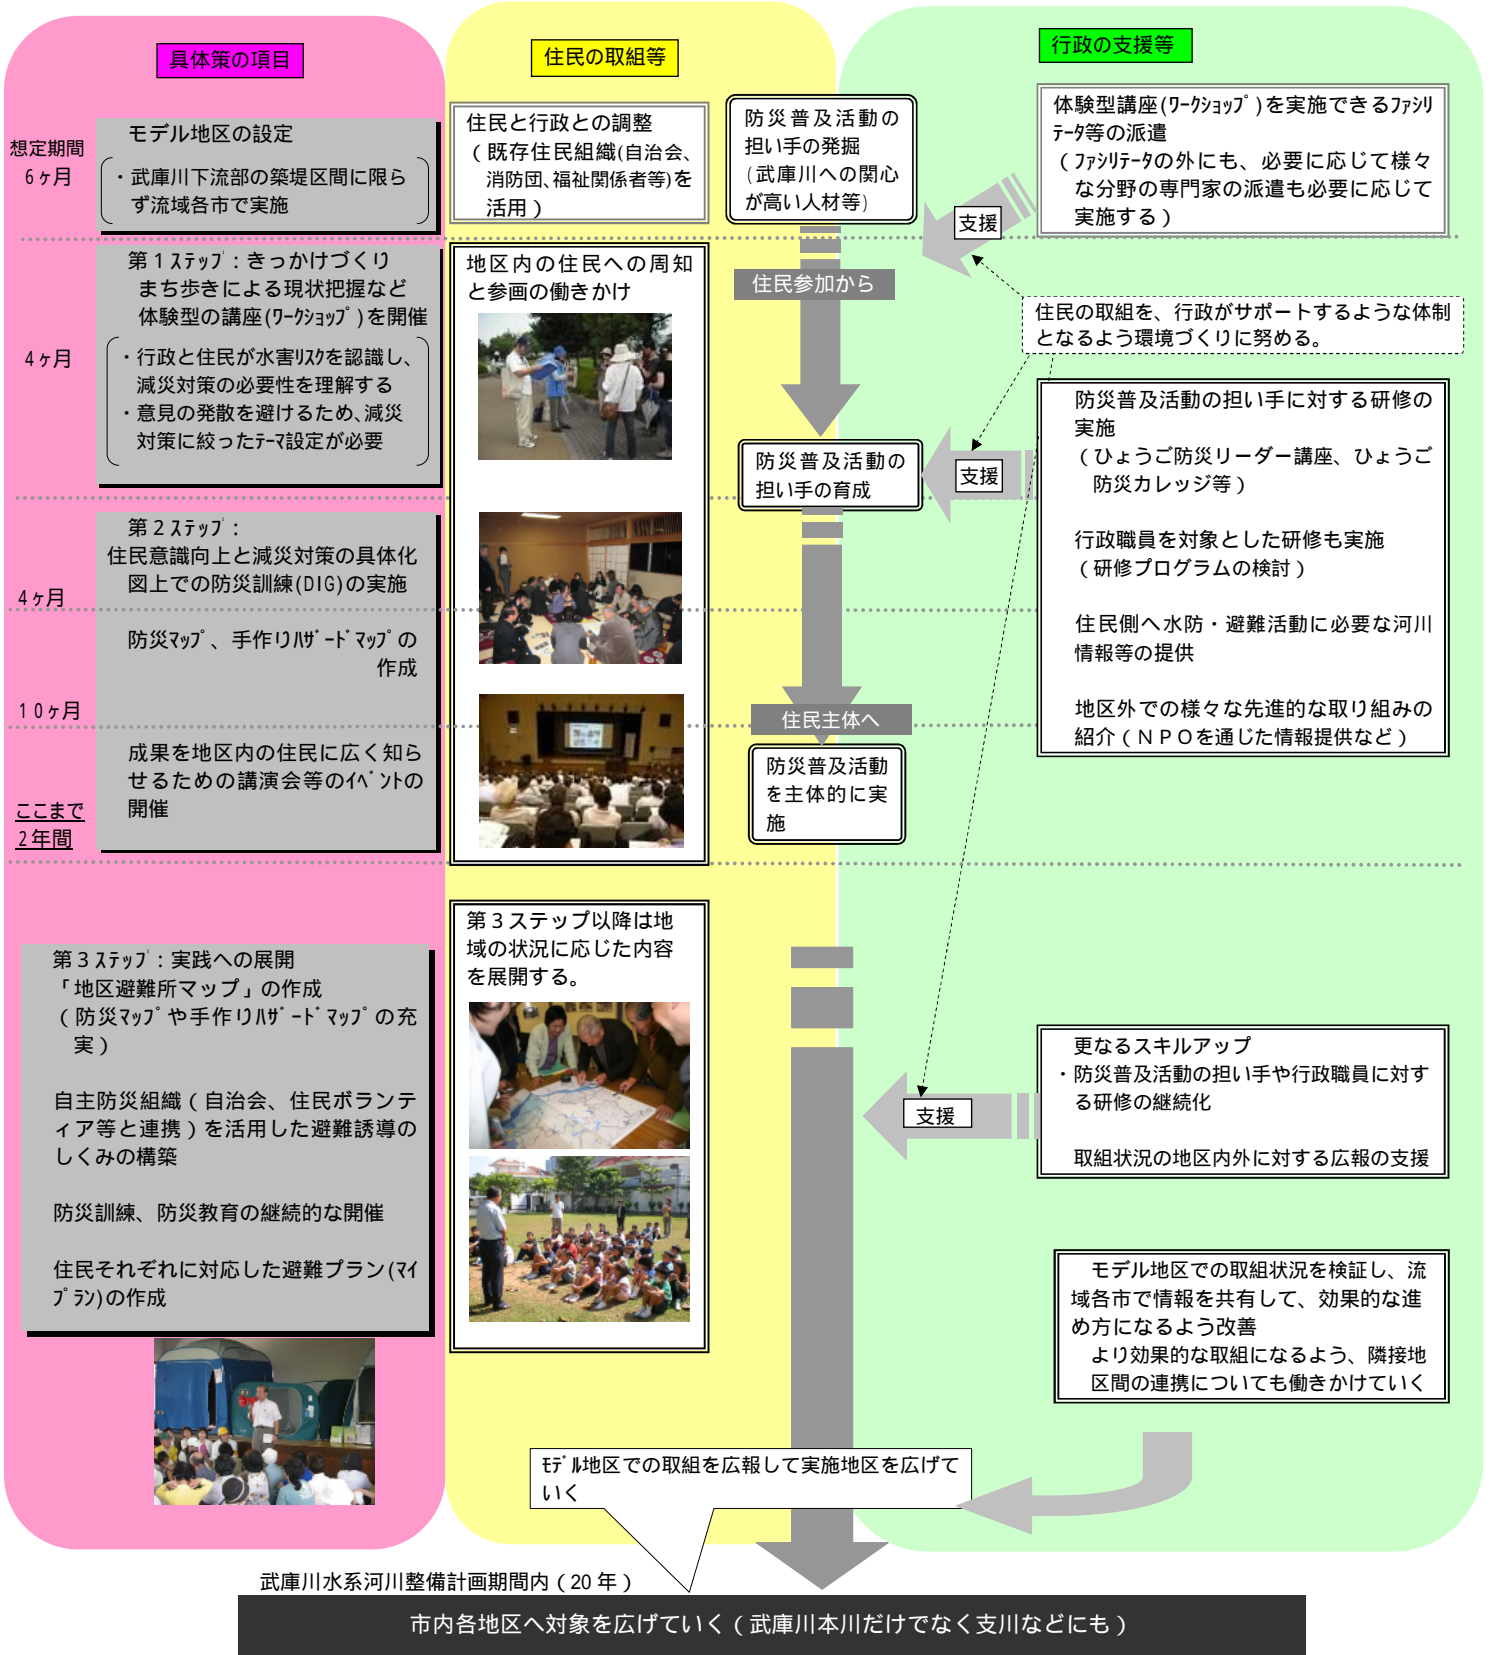 具体策の項目
住民の取組等
行政の支援等
想定期間
6ヶ月
モデル地区の設定
・武庫川下流部の築堤区間に限ら
ず流域各市で実施
住民と行政との調整
(既存住民組織(自治会、
消防団、福祉関係者等)を
活用)
防災普及活動の
担い手の発掘
(武庫川への関心
が高い人材等)
体験型講座(ワークショップ)を実施できるファシリ
テータ等の派遣
(ファシリテータの外にも、必要に応じて様々
な分野の専門家の派遣も必要に応じて
実施する)
支援
4ヶ月
第1ステップ:きっかけづくり
まち歩きによる現状把握など
体験型の講座(ワークショップ)を開催
・行政と住民が水害リスクを認識し、
減災対策の必要性を理解する
・意見の発散を避けるため、減災
対策に絞ったテーマ設定が必要
地区内の住民への周知
と参画の働きかけ
住民参加から
住民の取組を、行政がサポートするような体制
となるよう環境づくりに努める。
防災普及活動の
担い手の育成
支援
防災普及活動の担い手に対する研修の
実施
(ひょうご防災リーダー講座、ひょうご
防災カレッジ等)
行政職員を対象とした研修も実施
(研修プログラムの検討)
住民側へ水防・避難活動に必要な河川
情報等の提供
地区外での様々な先進的な取り組みの
紹介(NPOを通じた情報提供など)
4ヶ月
第2ステップ:
住民意識向上と減災対策の具体化
図上での防災訓練(DIG)の実施
防災マップ、手作りハザードマップの
作成
10ヶ月
住民主体へ
成果を地区内の住民に広く知ら
せるための講演会等のイベントの
開催
ここまで
2年間
防災普及活動
を主体的に実
施
第3ステップ:実践への展開
「地区避難所マップ」の作成
(防災マップや手作りハザードマップの充
実)
自主防災組織(自治会、住民ボランテ
ィア等と連携)を活用した避難誘導の
しくみの構築
防災訓練、防災教育の継続的な開催
住民それぞれに対応した避難プラン(マイ
プラン)の作成
第3ステップ以降は地
域の状況に応じた内容
を展開する。
支援
更なるスキルアップ
・防災普及活動の担い手や行政職員に対す
る研修の継続化
取組状況の地区内外に対する広報の支援
モデル地区での取組状況を検証し、流
域各市で情報を共有して、効果的な進
め方になるよう改善
より効果的な取組になるよう、隣接地
区間の連携についても働きかけていく
モデル地区での取組を広報して実施地区を広げて
いく
武庫川水系河川整備計画期間内(20年)
市内各地区へ対象を広げていく(武庫川本川だけでなく支川などにも)